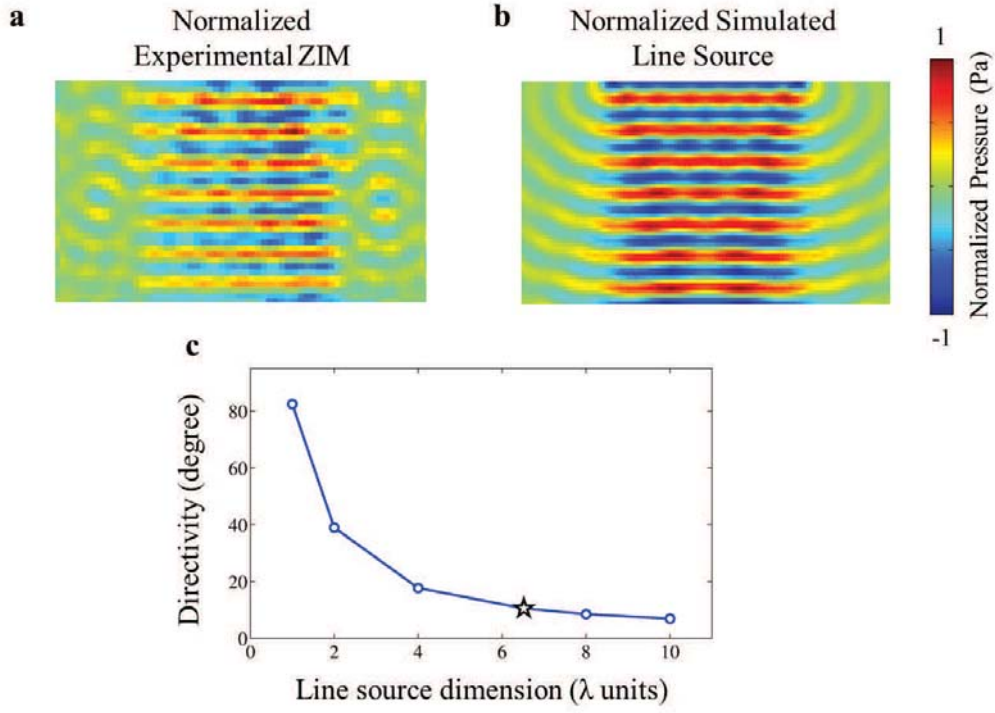 a
Normalized
Experimental ZIM
b
Normalized Simulated
Line Source
1
-1
Normalized Pressure (Pa)
c
Directivity (degree)
80
60
40
20
0
0 2 4 6 8 10
Line source dimension (λ units)